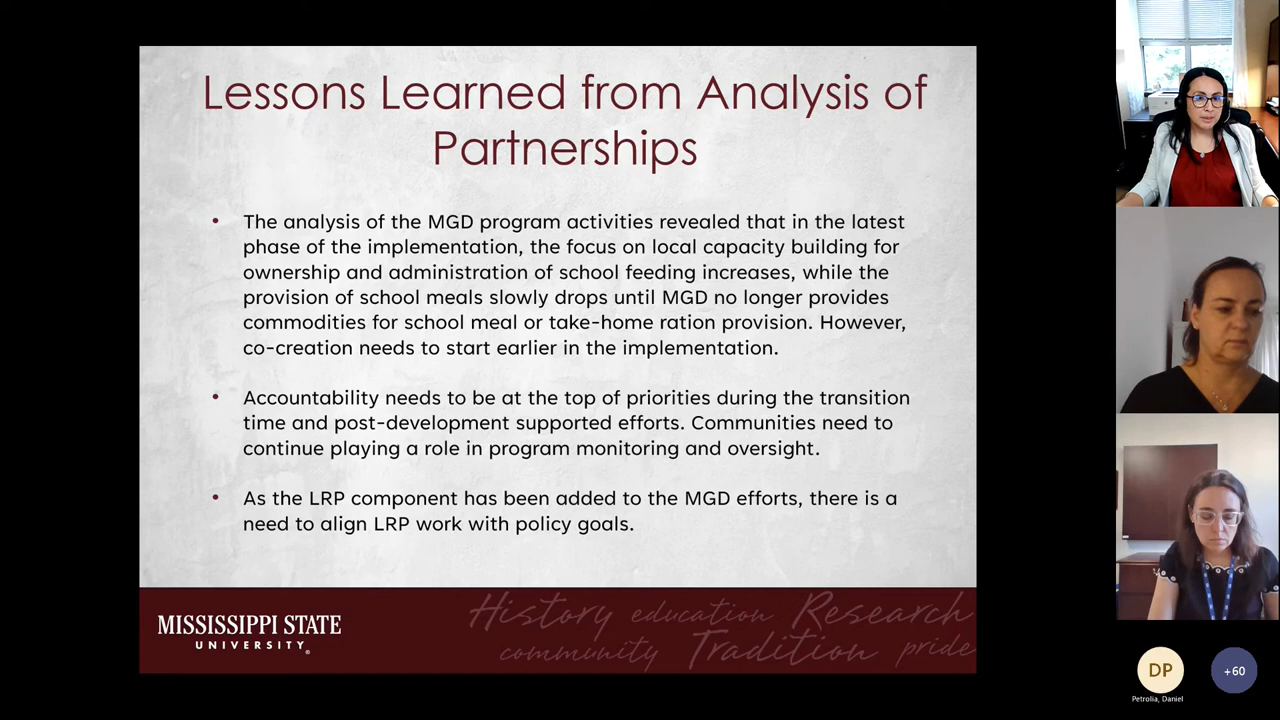 Lessons Learned from Analysis of
Partnerships
• The analysis of the MGD program activities revealed that in the latest
phase of the implementation, the focus on local capacity building for
ownership and administration of school feeding increases, while the
provision of school meals slowly drops until MGD no longer provides
commodities for school meal or take-home ration provision. However,
co-creation needs to start earlier in the implementation.
• Accountability needs to be at the top of priorities during the transition
time and post-development supported efforts. Communities need to
continue playing a role in program monitoring and oversight.
• As the LRP component has been added to the MGD efforts, there is a
need to align LRP work with policy goals.
MISSISSIPPI STATE
UNIVERSITY®
History education Research
community Tradition pride
DP
+60
Petrolia, Daniel